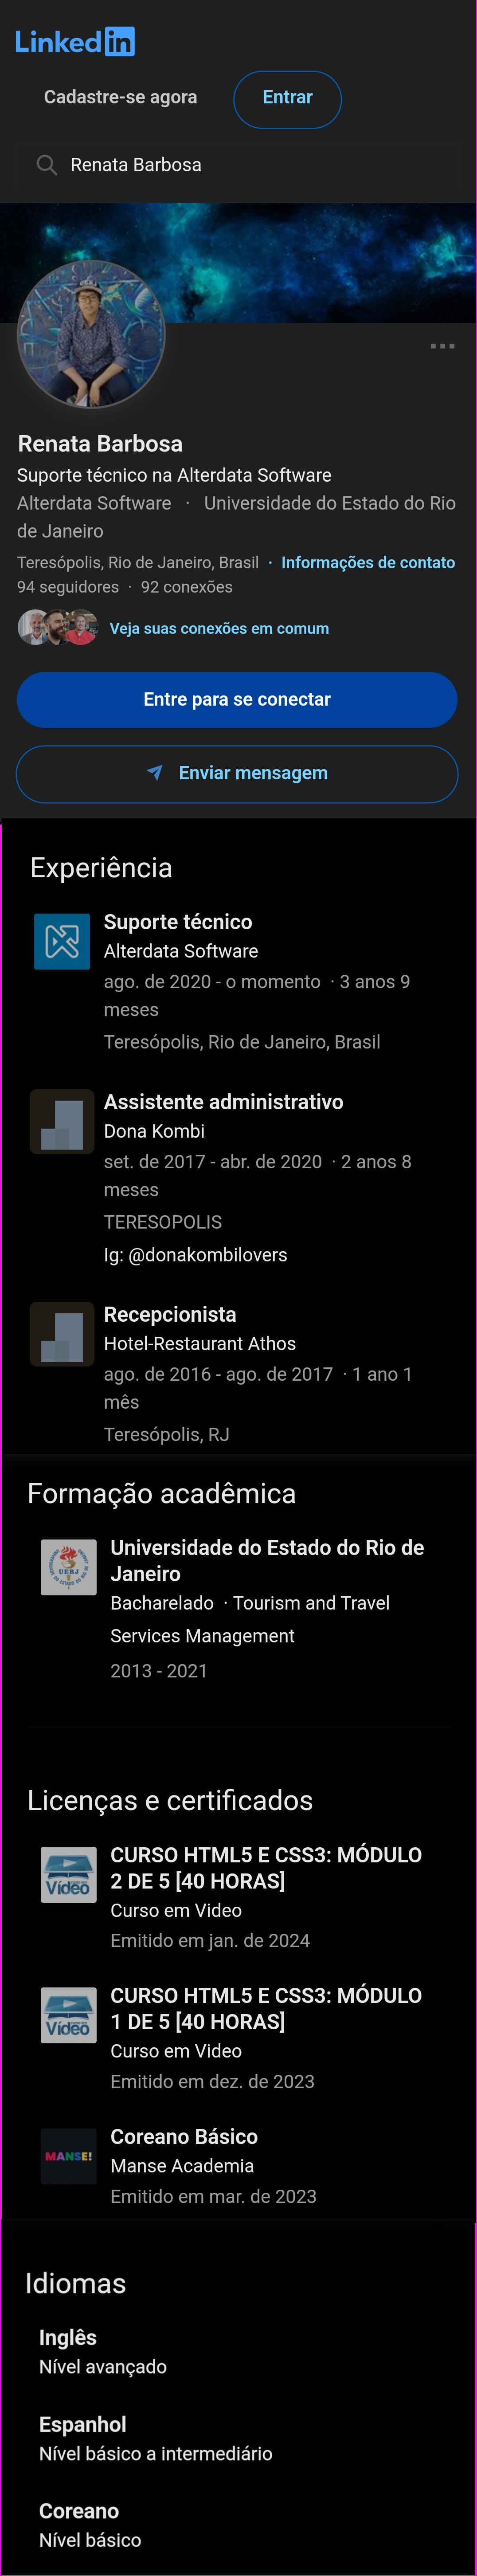 LinkedIn
Cadastre-se agora
Entrar
Renata Barbosa
Renata Barbosa
Suporte técnico na Alterdata Software
Alterdata Software · Universidade do Estado do Rio
de Janeiro
Teresópolis, Rio de Janeiro, Brasil · Informações de contato
94 seguidores · 92 conexões
Veja suas conexões em comum
Entre para se conectar
Enviar mensagem
Experiência
Suporte técnico
Alterdata Software
ago. de 2020 - o momento · 3 anos 9
meses
Teresópolis, Rio de Janeiro, Brasil
Assistente administrativo
Dona Kombi
set. de 2017 - abr. de 2020 · 2 anos 8
meses
TERESOPOLIS
Ig: @donakombilovers
Recepcionista
Hotel-Restaurant Athos
ago. de 2016 - ago. de 2017 · 1 ano 1
mês
Teresópolis, RJ
Formação acadêmica
UERJ
Universidade do Estado do Rio de
Janeiro
Bacharelado · Tourism and Travel
Services Management
2013 - 2021
Licenças e certificados
Vídeo
CURSO HTML5 E CSS3: MÓDULO
2 DE 5 [40 HORAS]
Curso em Video
Emitido em jan. de 2024
Vídeo
CURSO HTML5 E CSS3: MÓDULO
1 DE 5 [40 HORAS]
Curso em Video
Emitido em dez. de 2023
MANSE!
Coreano Básico
Manse Academia
Emitido em mar. de 2023
Idiomas
Inglês
Nível avançado
Espanhol
Nível básico a intermediário
Coreano
Nível básico